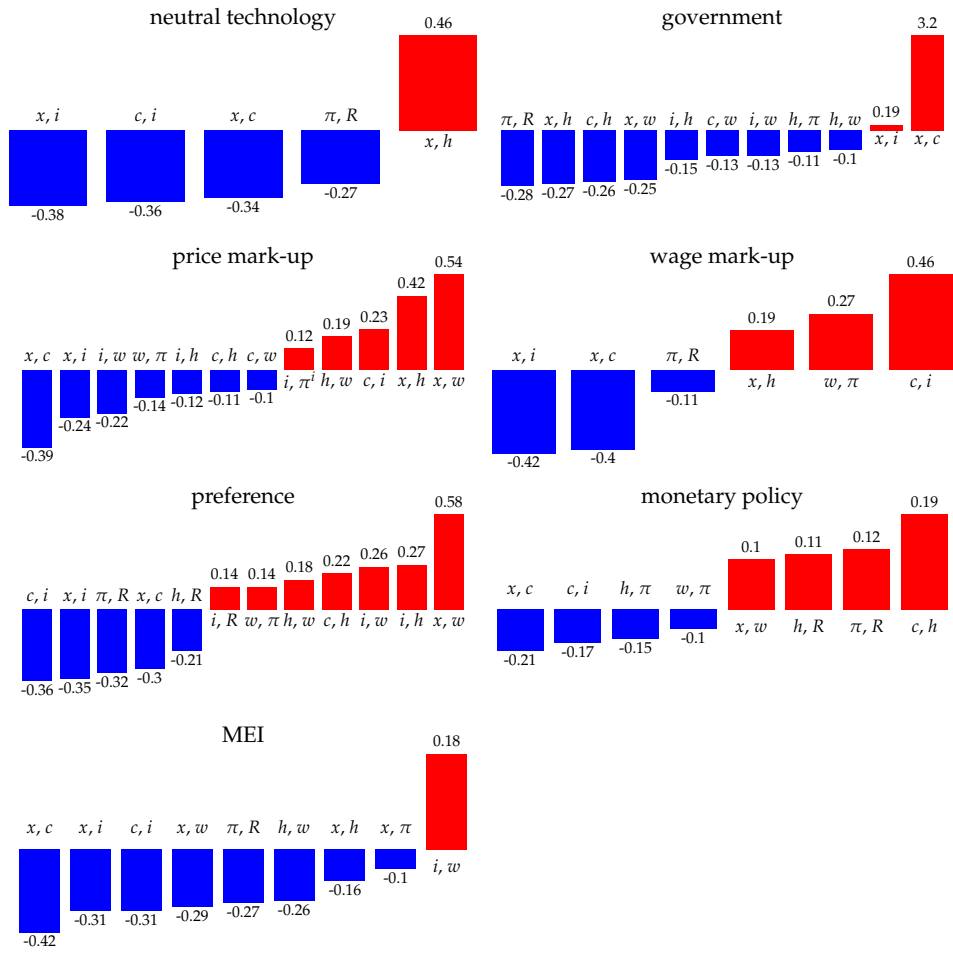 neutral technology
0.46
x, i c, i x, c π, R
x, h
-0.38 -0.36 -0.34 -0.27
government
3.2
0.19
π, R x, h c, h x, w i, h c, w i, w h, π h, w
x, i x, c
-0.28 -0.27 -0.26 -0.25 -0.15 -0.13 -0.13 -0.11 -0.1
price mark-up
0.12 0.19 0.23 0.42 0.54
x, c x, i i, w w, π i, h c, h c, w
i, π^i h, w c, i x, h x, w
-0.39 -0.24 -0.22 -0.14 -0.12 -0.11 -0.1
wage mark-up
0.19 0.27 0.46
x, i x, c π, R
x, h w, π c, i
-0.42 -0.4 -0.11
preference
0.14 0.14 0.18 0.22 0.26 0.27 0.58
c, i x, i π, R x, c h, R
i, R w, π h, w c, h i, w i, h x, w
-0.36 -0.35 -0.32 -0.3 -0.21
monetary policy
0.1 0.11 0.12 0.19
x, c c, i h, π w, π
x, w h, R π, R c, h
-0.21 -0.17 -0.15 -0.1
MEI
0.18
x, c x, i c, i x, w π, R h, w x, h x, π
i, w
-0.42 -0.31 -0.31 -0.29 -0.27 -0.26 -0.16 -0.1